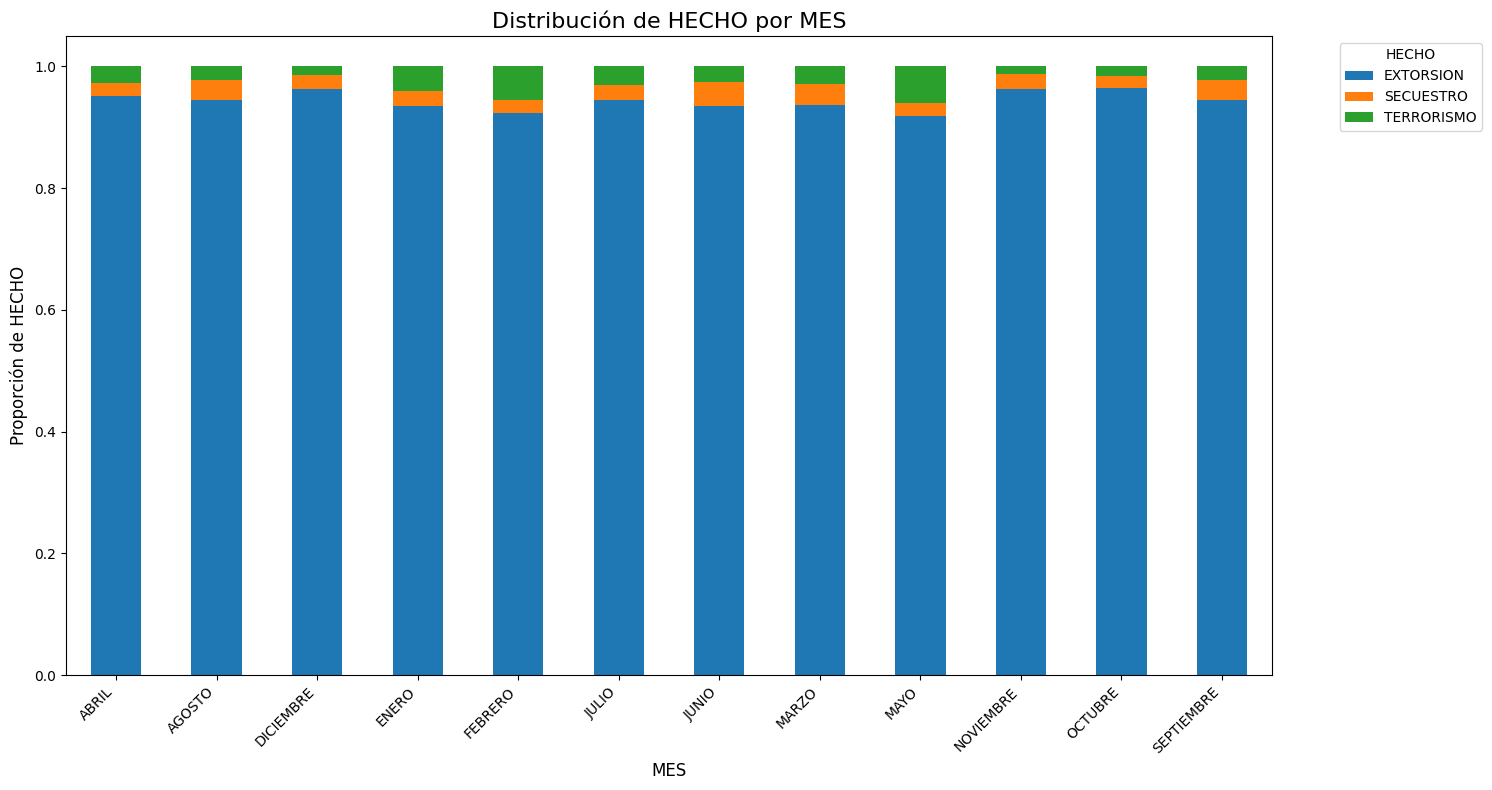 Distribución de HECHO por MES
HECHO
EXTORSION
SECUESTRO
TERRORISMO
Proporción de HECHO
1.0
0.8
0.6
0.4
0.2
0.0
ABRIL
AGOSTO
DICIEMBRE
ENERO
FEBRERO
JULIO
JUNIO
MARZO
MAYO
NOVIEMBRE
OCTUBRE
SEPTIEMBRE
MES